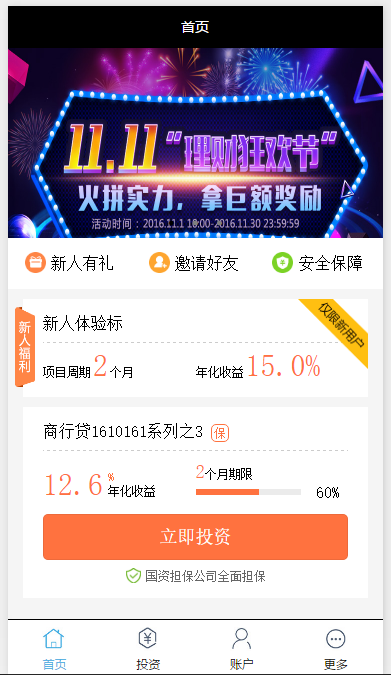 首页
11.11“理财狂欢节”
火拼实力，拿巨额奖励
活动时间：2016.11.1 18:00-2016.11.30 23:59:59
新人有礼 邀请好友 安全保障
新人福利
新人体验标
仅限新用户
项目周期2个月 年化收益15.0%
商行贷1610161系列之3 保
12.6%年化收益
2个月期限
60%
立即投资
国资担保公司全面担保
首页 投资 账户 更多